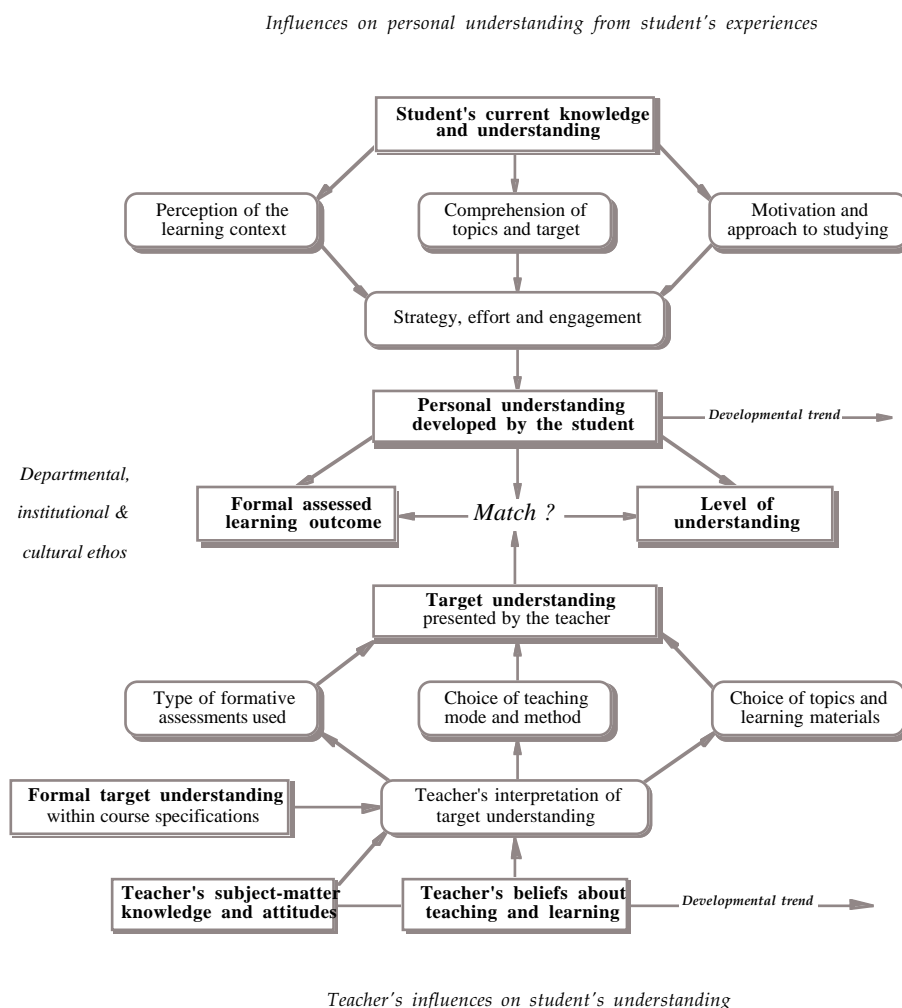 Influences on personal understanding from student's experiences
Student's current knowledge
and understanding
Perception of the
learning context
Comprehension of
topics and target
Motivation and
approach to studying
Strategy, effort and engagement
Personal understanding
developed by the student
Developmental trend
Departmental,
institutional &
cultural ethos
Formal assessed
learning outcome
Match ?
Level of
understanding
Target understanding
presented by the teacher
Type of formative
assessments used
Choice of teaching
mode and method
Choice of topics and
learning materials
Formal target understanding
within course specifications
Teacher's interpretation of
target understanding
Teacher's subject-matter
knowledge and attitudes
Teacher's beliefs about
teaching and learning
Developmental trend
Teacher's influences on student's understanding